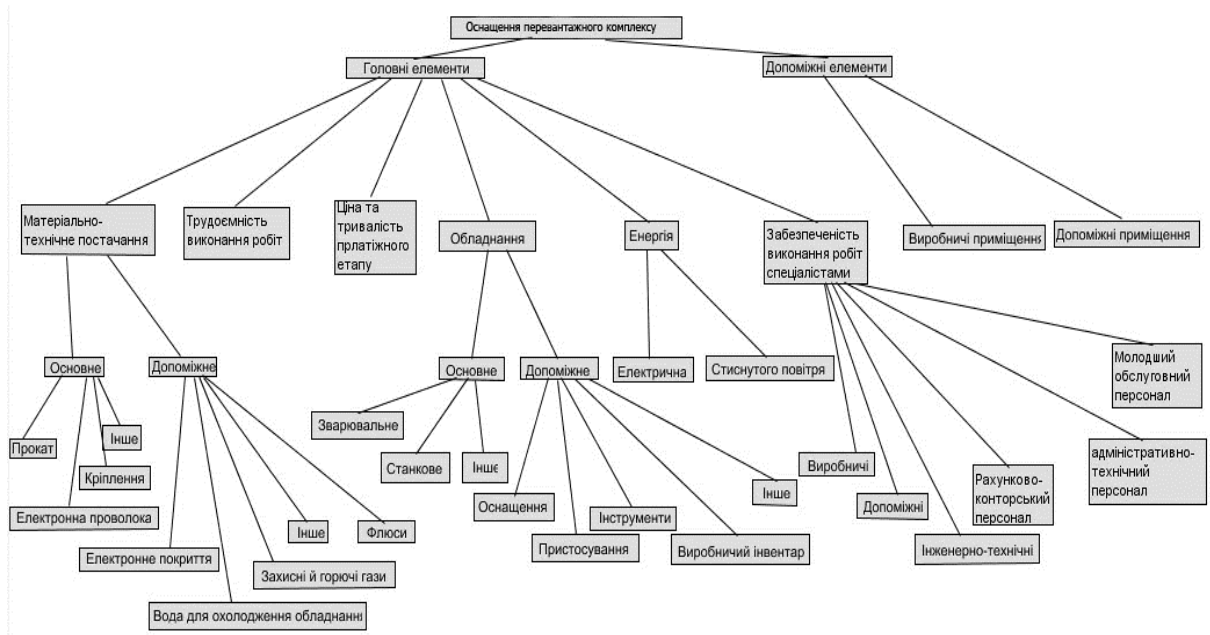 Оснащення перевантажного комплексу
Головні елементи
Допоміжні елементи
Матеріально-
технічне постачання
Трудоємність
виконання робіт
Ціна та
тривалість
прлатіжного
етапу
Обладнання
Енергія
Забезпеченість
виконання робіт
спеціалістами
Виробничі приміщення
Допоміжні приміщення
Основне
Допоміжне
Основне
Допоміжне
Електрична
Стиснутого повітря
Молодший
обслуговний
персонал
Прокат
Інше
Кріплення
Електронна проволока
Електронне покриття
Інше
Флюси
Захисні й горючі гази
Вода для охолодження обладнання
Зварювальне
Станкове
Інше
Оснащення
Пристосування
Інструменти
Виробничий інвентар
Інше
Виробничі
Допоміжні
Інженерно-технічні
Рахунково-
конторський
персонал
адміністративно-
технічний
персонал